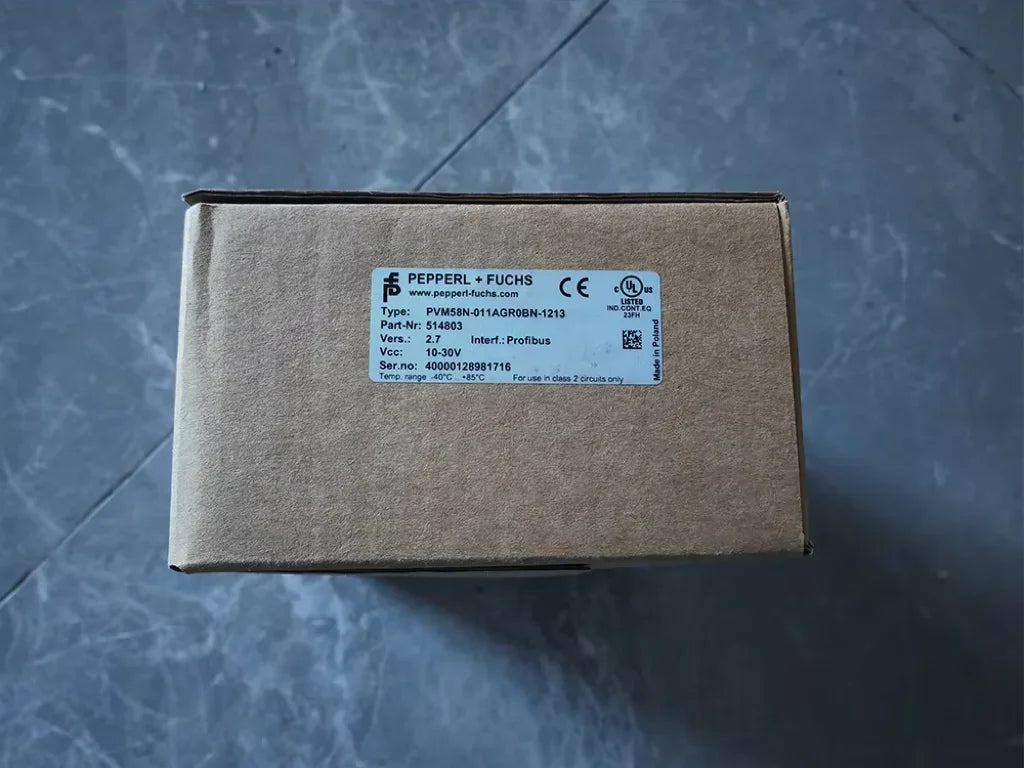 PEPPERL + FUCHS
www.pepperl-fuchs.com
CE
C UL US
LISTED
IND.CONT.EQ
23FH
Type: PVM58N-011AGR0BN-1213
Part-Nr: 514803
Vers.: 2.7 Interf.: Profibus
Vcc: 10-30V
Ser.no: 40000128981716
Temp. range -40°C .. +85°C For use in class 2 circuits only
Made in Poland